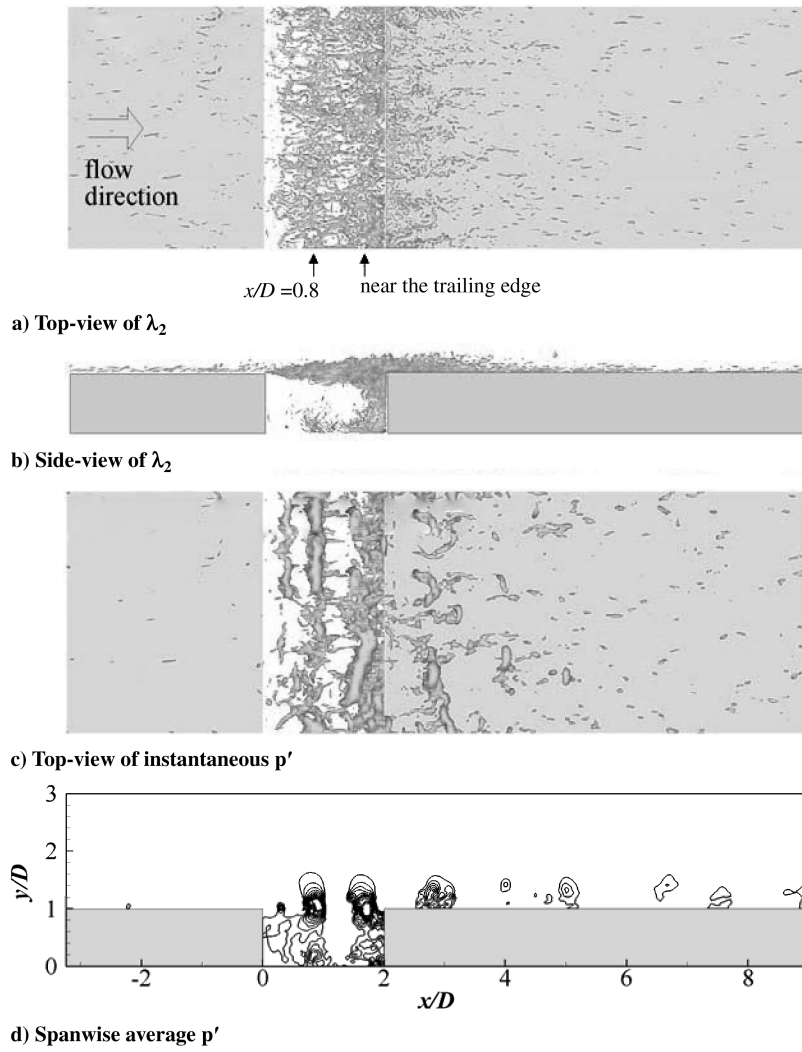 flow
direction
x/D =0.8
near the trailing edge
a) Top-view of λ₂
b) Side-view of λ₂
c) Top-view of instantaneous p′
3
2
1
0
y/D
-2 0 2 4 6 8
x/D
d) Spanwise average p′